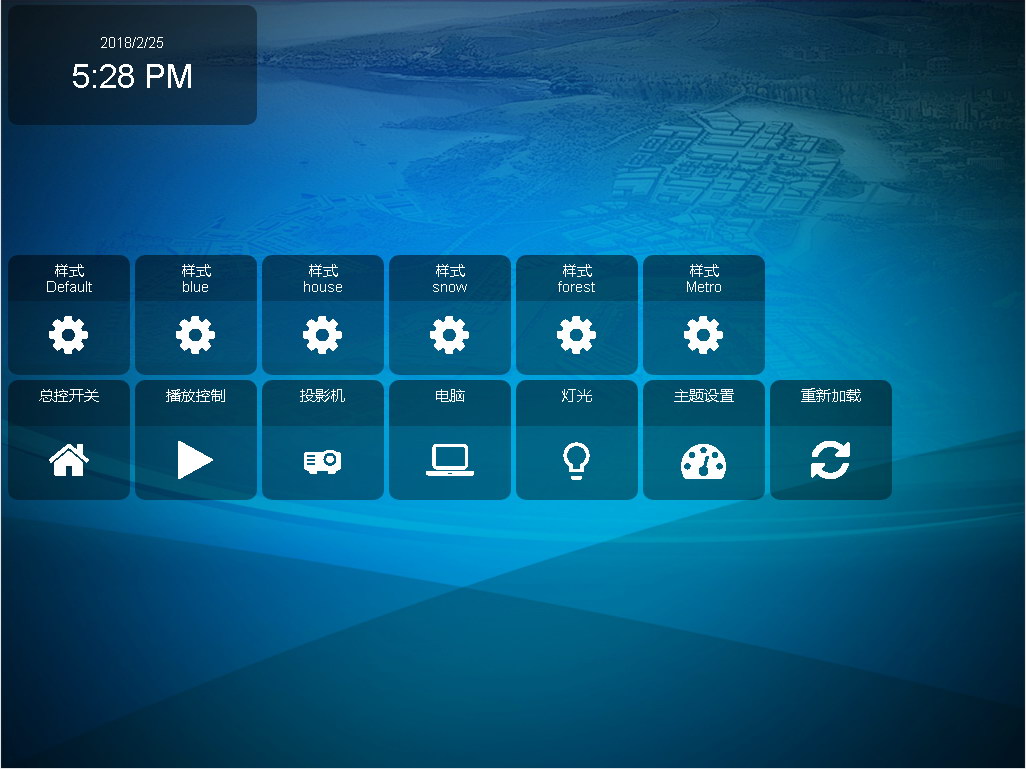 2018/2/25
5:28 PM
样式
Default
样式
blue
样式
house
样式
snow
样式
forest
样式
Metro
总控开关
播放控制
投影机
电脑
灯光
主题设置
重新加载